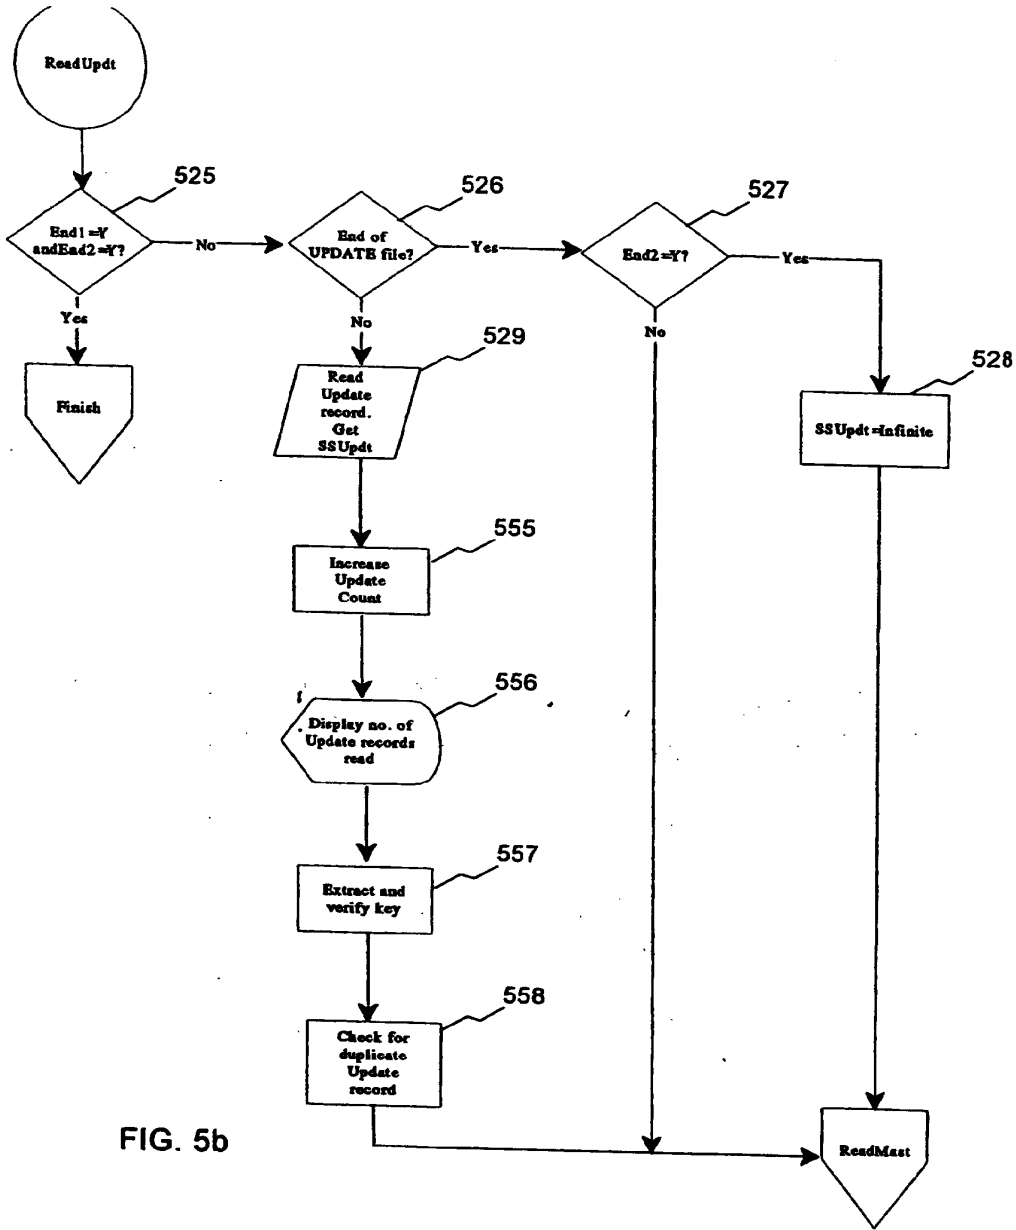 ReadUpdt
525
End1=Y
andEnd2=Y?
No
526
End of
UPDATE file?
Yes
527
End2=Y?
Yes
Yes
Finish
No
529
Read
Update
record.
Get
SSUpdt
No
528
SSUpdt=Infinite
555
Increase
Update
Count
556
Display no. of
Update records
read
557
Extract and
verify key
558
Check for
duplicate
Update
record
FIG. 5b
ReadMast